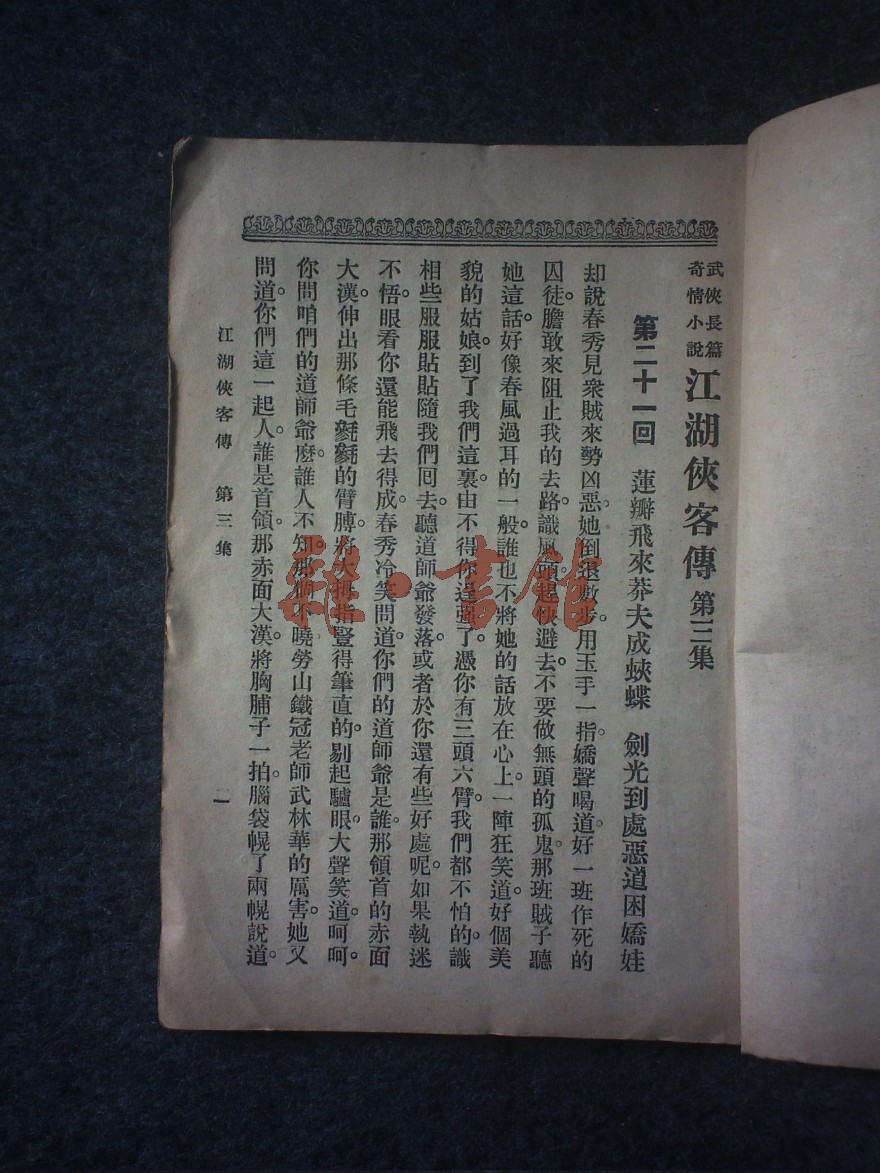 武俠長篇
奇情小說
江湖俠客傳 第三集
第二十一回 蓮瓣飛來莽夫成蛺蝶 劍光到處惡道困嬌娃
却說春秀見衆賊來勢凶惡。她到退數步。用玉手一指。嬌聲喝道。好一班作死的
囚徒。膽敢來阻止我的去路。識風頭起快避去。不要做無頭的孤鬼。那班賊子聽
她這話。好像春風過耳的一般。誰也不將她的話放在心上。一陣狂笑道。好個美
貌的姑娘。到了我們這裏。由不得你逞強了。憑你有三頭六臂。我們都不怕的。識
相些服服貼貼隨我們囘去。聽道師爺發落。或者於你還有些好處呢。如果執迷
不悟。眼看你還能飛去得成。春秀冷笑問道。你們的道師爺是誰。那領首的赤面
大漢。伸出那條毛毿毿的臂膊。將大拇指豎得筆直的。剔起驢眼。大聲笑道。呵呵。
你問咱們的道師爺麽。誰人不知。那個不曉。勞山鐵冠老師武林華的厲害。她又
問道。你們這一起人。誰是首領。那赤面大漢。將胸脯子一拍。腦袋幌了兩幌說道。
江湖俠客傳 第三集
一
雜·書館